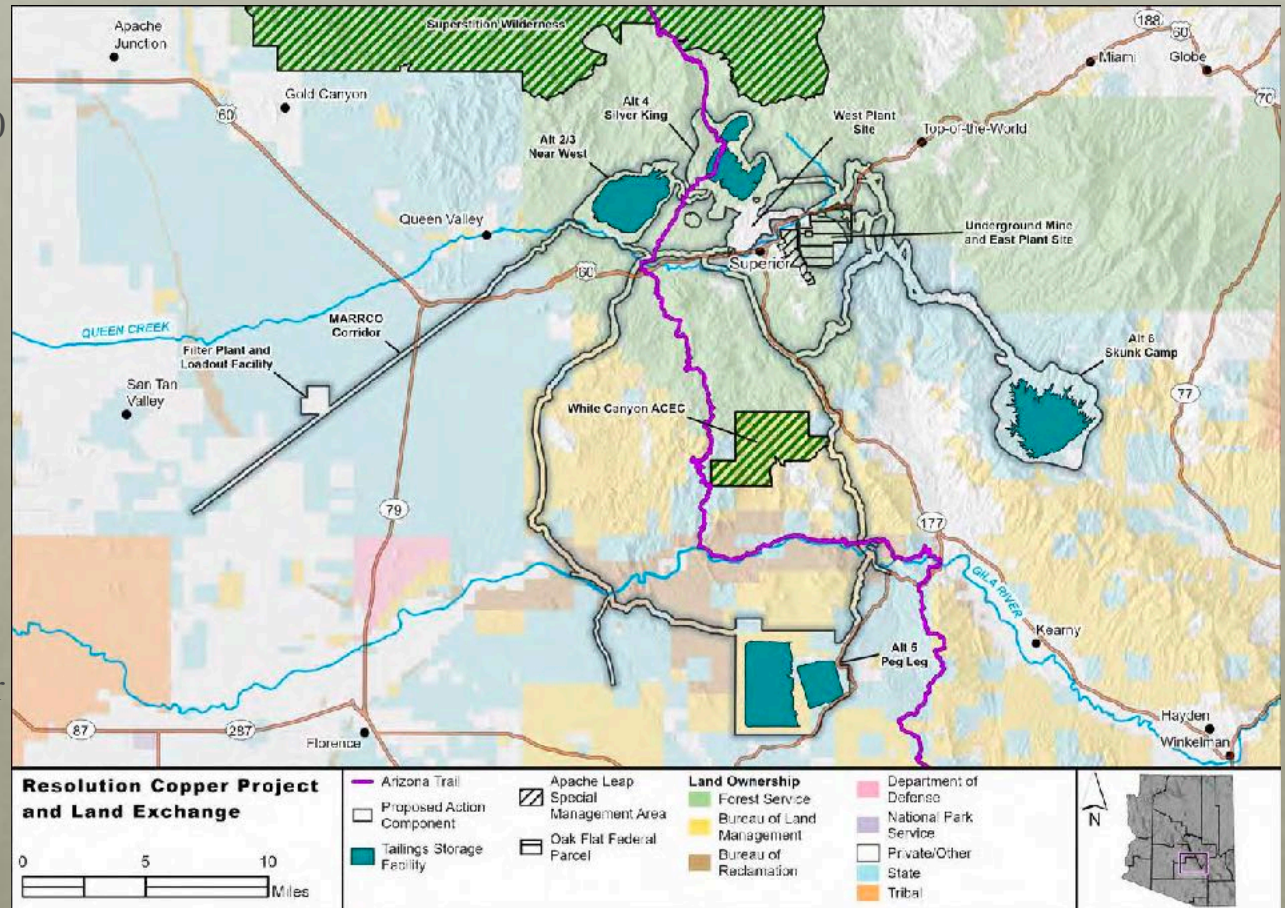 Superstition Wilderness
Apache
Junction
188
60
Miami
Globe
70
Gold Canyon
60
Alt 4
Silver King
West Plant
Site
Top-of-the-World
Alt 2/3
Near West
Queen Valley
Underground Mine
and East Plant Site
Superior
60
QUEEN CREEK
MARRCO
Corridor
Filter Plant and
Loadout Facility
Alt 6
Skunk Camp
San Tan
Valley
77
White Canyon ACEC
79
177
GILA RIVER
Kearny
Alt 5
Peg Leg
87
287
Florence
Hayden
Winkelman
Resolution Copper Project
and Land Exchange
0 5 10
Miles
Arizona Trail
Proposed Action
Component
Tailings Storage
Facility
Apache Leap
Special
Management Area
Oak Flat Federal
Parcel
Land Ownership
Forest Service
Bureau of Land
Management
Bureau of
Reclamation
Department of
Defense
National Park
Service
Private/Other
State
Tribal
N